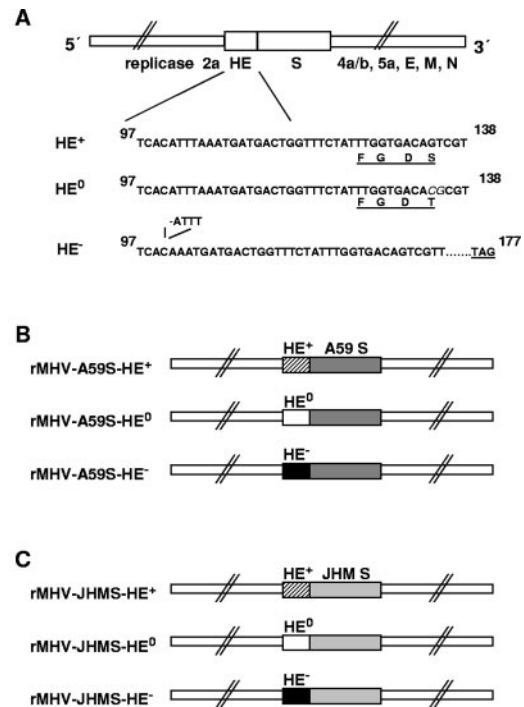 A
5´ 3´
replicase 2a HE S 4a/b, 5a, E, M, N
HE+ 97 TCACATTTAAATGATGACTGGTTTCTATTTGGTGACAGTCGT 138
F G D S
HE0 97 TCACATTTAAATGATGACTGGTTTCTATTTGGTGACACGCGT 138
F G D T
-ATTT
HE- 97 TCACAAATGATGACTGGTTTCTATTTGGTGACAGTCGTT.......TAG 177
B
HE+ A59 S
rMHV-A59S-HE+
HE0
rMHV-A59S-HE0
HE-
rMHV-A59S-HE-
C
HE+ JHM S
rMHV-JHMS-HE+
HE0
rMHV-JHMS-HE0
HE-
rMHV-JHMS-HE-